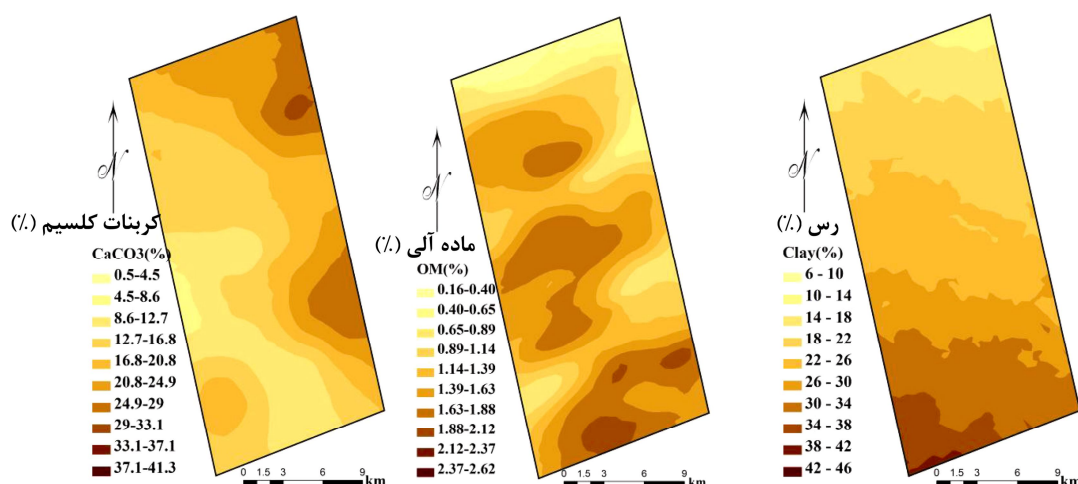 N
کربنات کلسیم (٪)
CaCO3(%)
0.5-4.5
4.5-8.6
8.6-12.7
12.7-16.8
16.8-20.8
20.8-24.9
24.9-29
29-33.1
33.1-37.1
37.1-41.3
0 1.5 3 6 9
km
N
ماده آلی (٪)
OM(%)
0.16-0.40
0.40-0.65
0.65-0.89
0.89-1.14
1.14-1.39
1.39-1.63
1.63-1.88
1.88-2.12
2.12-2.37
2.37-2.62
0 1.5 3 6 9
km
N
رس (٪)
Clay(%)
6 - 10
10 - 14
14 - 18
18 - 22
22 - 26
26 - 30
30 - 34
34 - 38
38 - 42
42 - 46
0 1.5 3 6 9
km